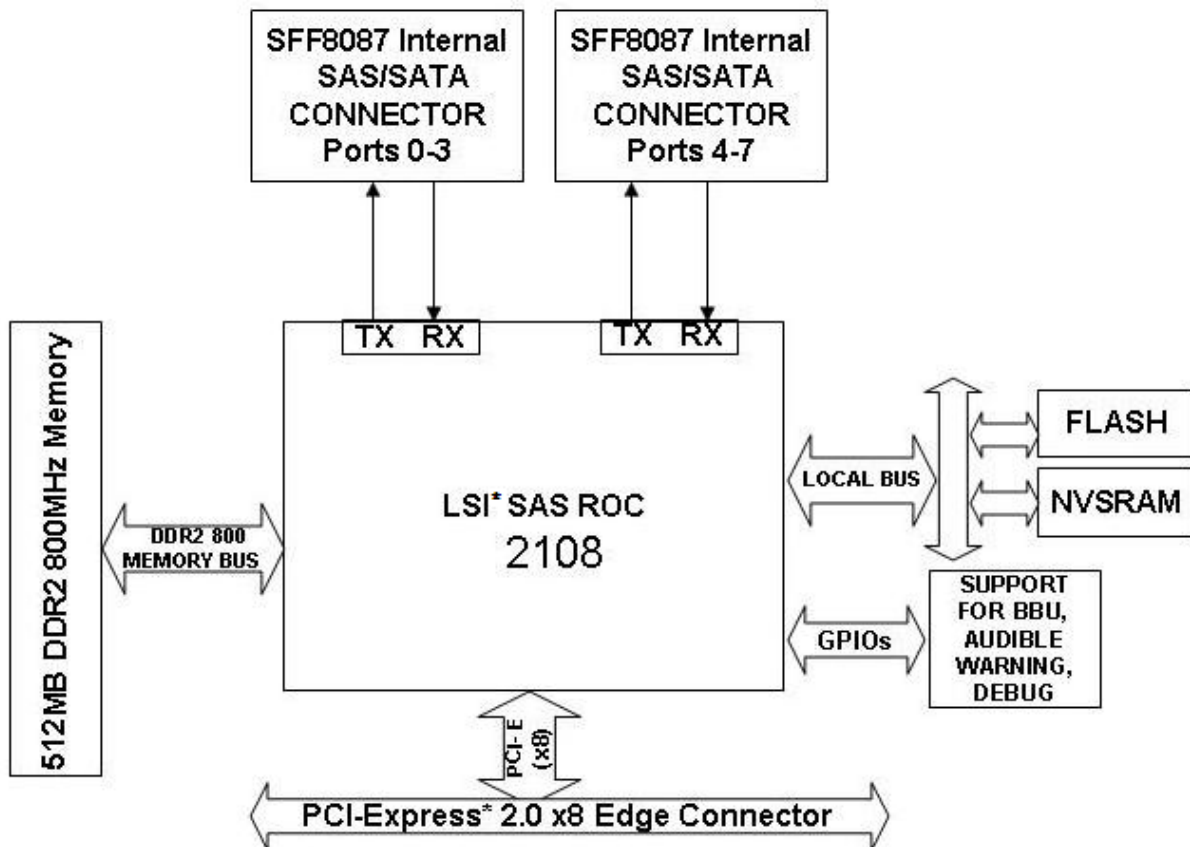 SFF8087 Internal
SAS/SATA
CONNECTOR
Ports 0-3
SFF8087 Internal
SAS/SATA
CONNECTOR
Ports 4-7
TX RX
TX RX
512MB DDR2 800MHz Memory
DDR2 800
MEMORY BUS
LSI* SAS ROC
2108
LOCAL BUS
FLASH
NVSRAM
GPIOs
SUPPORT
FOR BBU,
AUDIBLE
WARNING,
DEBUG
PCI- E
(x8)
PCI-Express* 2.0 x8 Edge Connector